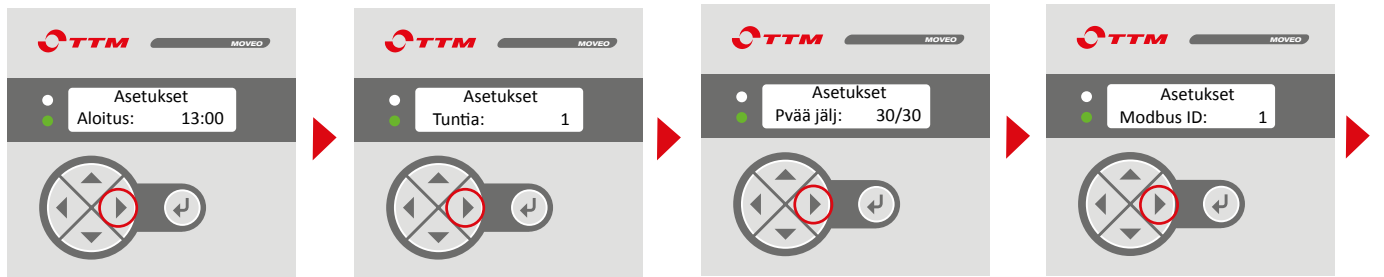 TTM MOVEO
Asetukset
Aloitus: 13:00
TTM MOVEO
Asetukset
Tuntia: 1
TTM MOVEO
Asetukset
Pvää jälj: 30/30
TTM MOVEO
Asetukset
Modbus ID: 1